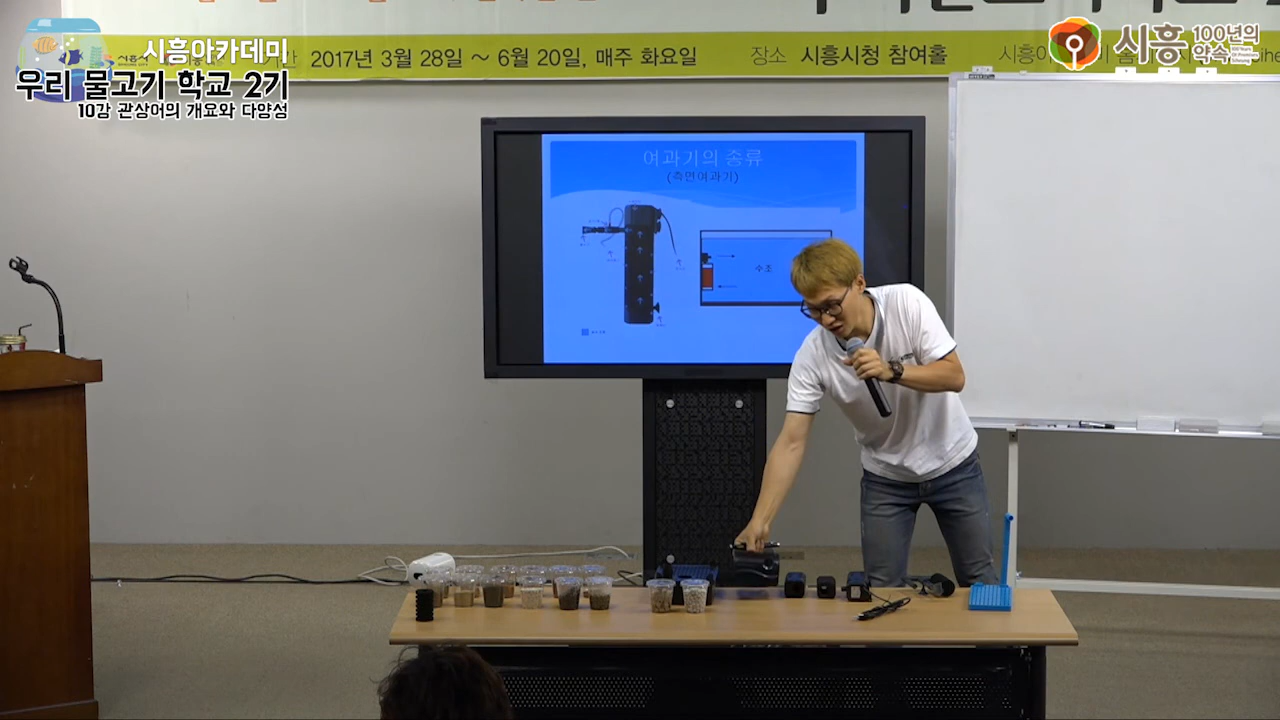 시흥아카데미
우리 물고기 학교 2기
10강 관상어의 개요와 다양성
2017년 3월 28일 ~ 6월 20일, 매주 화요일
장소 시흥시청 참여홀
시흥
100년의
약속
여과기의 종류
(측면여과기)
수조